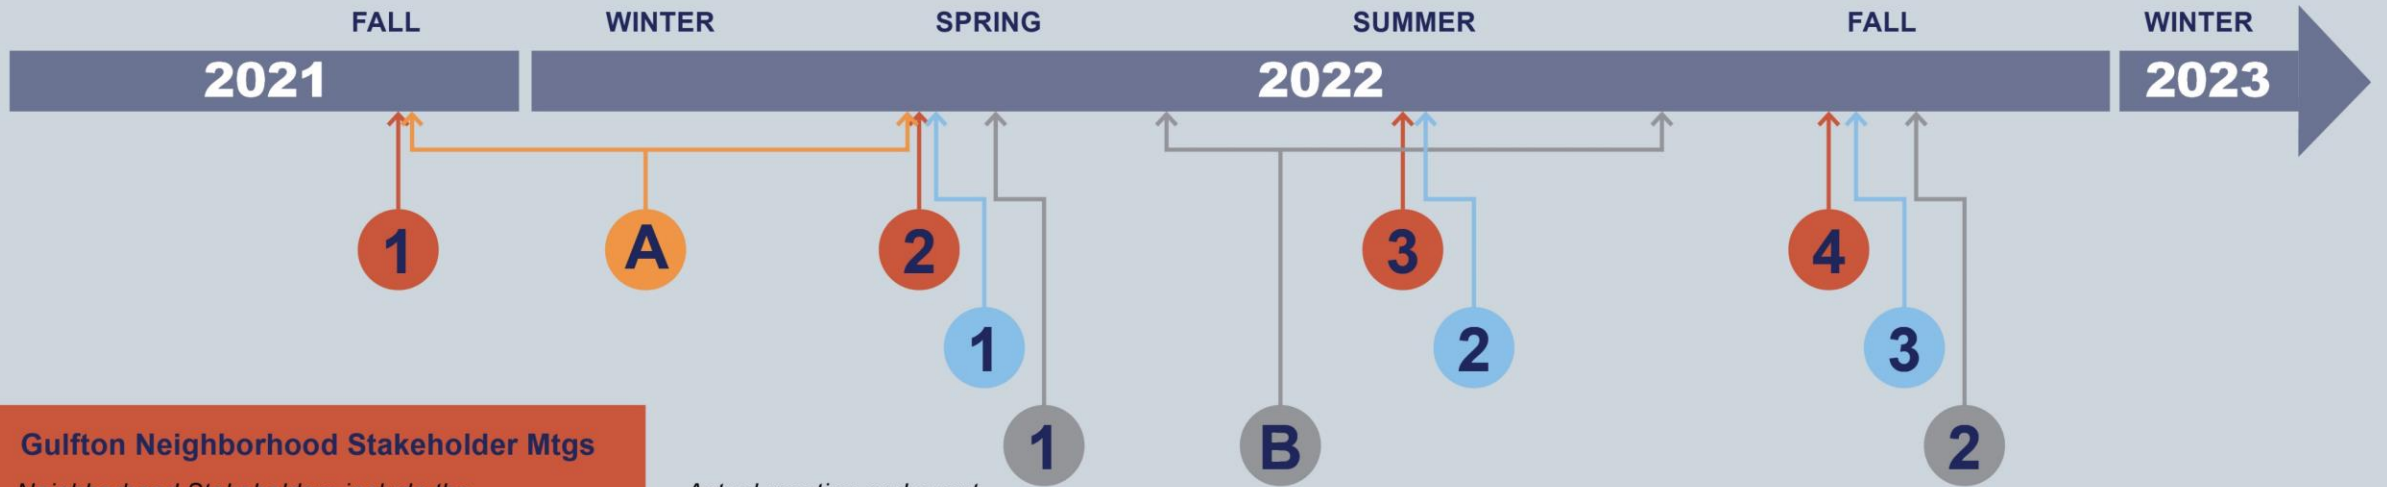 FALL WINTER SPRING SUMMER FALL WINTER
2021 2022 2023
1 A 2 3 4
1 2 3
1 B 2
Gulfton Neighborhood Stakeholder Mtgs